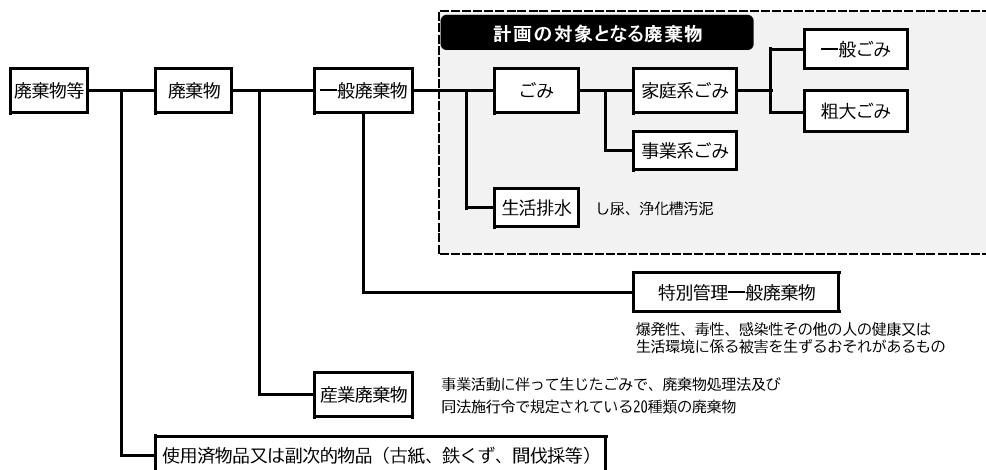 計画の対象となる廃棄物
廃棄物等
廃棄物
一般廃棄物
ごみ
家庭系ごみ
一般ごみ
粗大ごみ
事業系ごみ
生活排水
し尿、浄化槽汚泥
特別管理一般廃棄物
爆発性、毒性、感染性その他の人の健康又は
生活環境に係る被害を生ずるおそれがあるもの
産業廃棄物
事業活動に伴って生じたごみで、廃棄物処理法及び
同法施行令で規定されている20種類の廃棄物
使用済物品又は副次的物品（古紙、鉄くず、間伐採等）